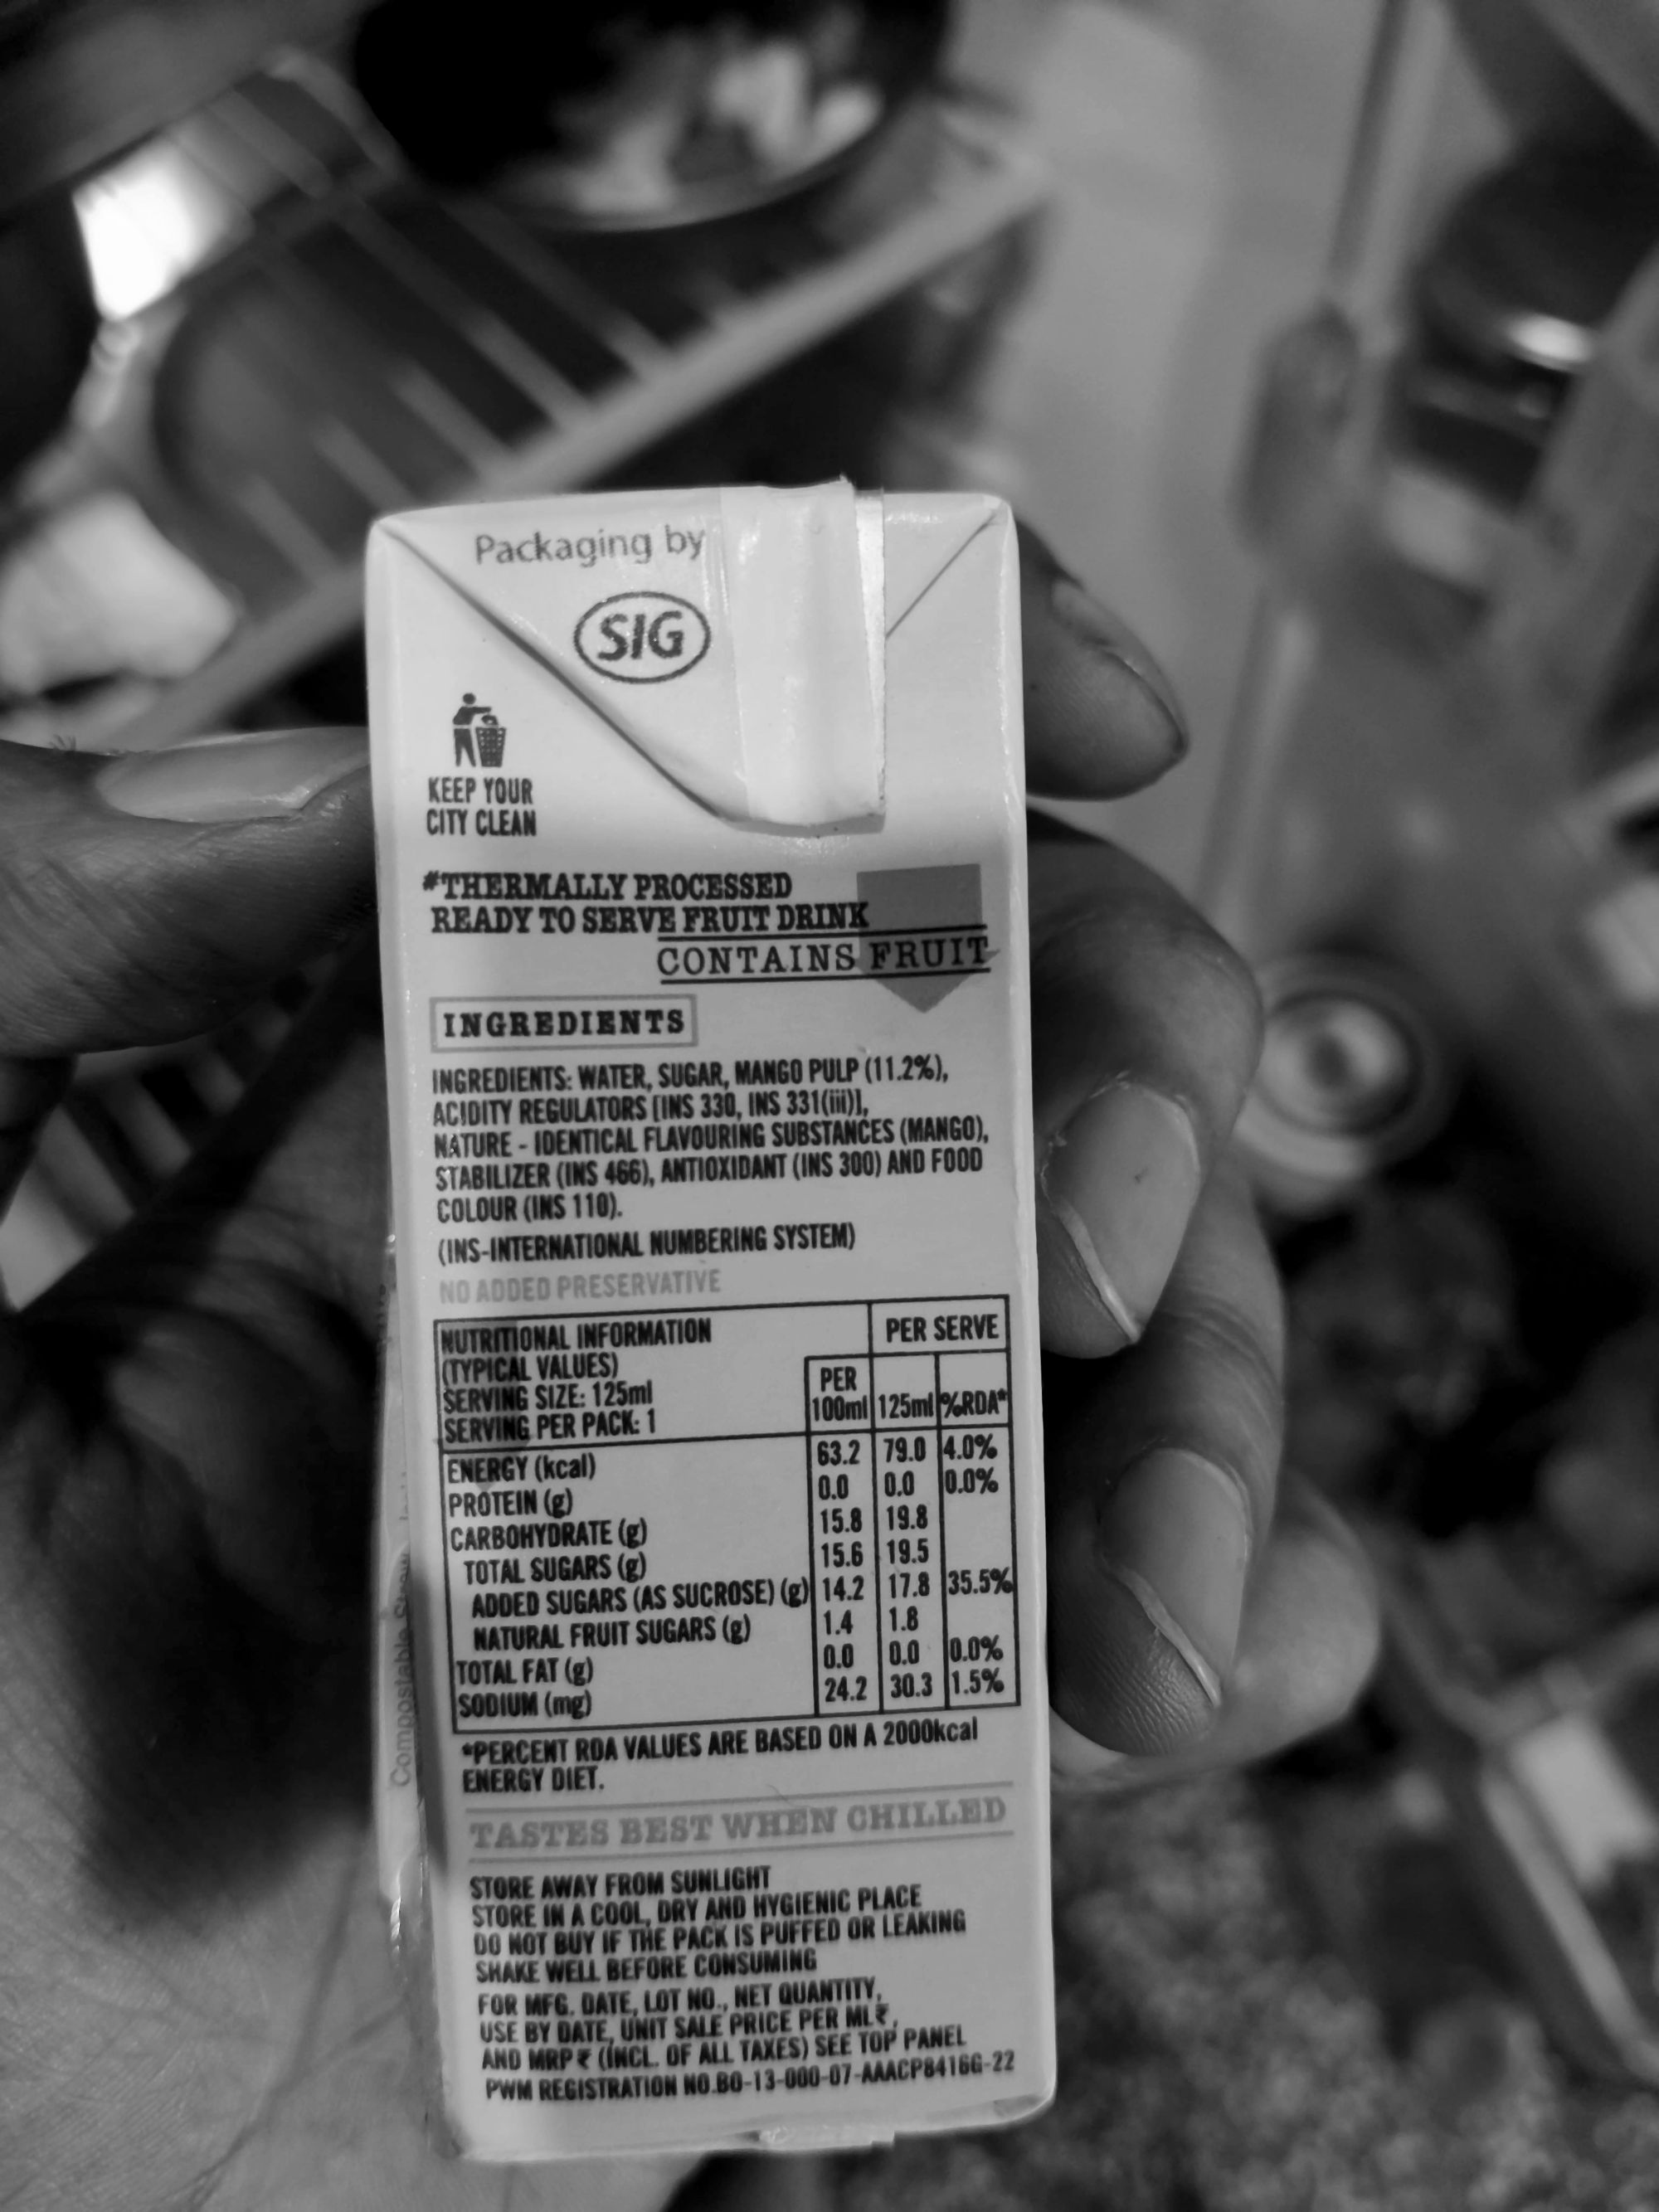 Packaging by
SIG
KEEP YOUR
CITY CLEAN
#THERMALLY PROCESSED
READY TO SERVE FRUIT DRINK
CONTAINS FRUIT
INGREDIENTS
INGREDIENTS: WATER, SUGAR, MANGO PULP (11.2%),
ACIDITY REGULATORS [INS 330, INS 331(iii)],
NATURE - IDENTICAL FLAVOURING SUBSTANCES (MANGO),
STABILIZER (INS 466), ANTIOXIDANT (INS 300) AND FOOD
COLOUR (INS 110).
(INS-INTERNATIONAL NUMBERING SYSTEM)
NO ADDED PRESERVATIVE
NUTRITIONAL INFORMATION PER SERVE
(TYPICAL VALUES)
SERVING SIZE: 125ml PER
SERVING PER PACK: 1 100ml 125ml %RDA*
ENERGY (kcal) 63.2 79.0 4.0%
PROTEIN (g) 0.0 0.0 0.0%
CARBOHYDRATE (g) 15.8 19.8
TOTAL SUGARS (g) 15.6 19.5
ADDED SUGARS (AS SUCROSE) (g) 14.2 17.8 35.5%
NATURAL FRUIT SUGARS (g) 1.4 1.8
TOTAL FAT (g) 0.0 0.0 0.0%
SODIUM (mg) 24.2 30.3 1.5%
*PERCENT RDA VALUES ARE BASED ON A 2000kcal
ENERGY DIET.
TASTES BEST WHEN CHILLED
STORE AWAY FROM SUNLIGHT
STORE IN A COOL, DRY AND HYGIENIC PLACE
DO NOT BUY IF THE PACK IS PUFFED OR LEAKING
SHAKE WELL BEFORE CONSUMING
FOR MFG. DATE, LOT NO., NET QUANTITY,
USE BY DATE, UNIT SALE PRICE PER ML₹,
AND MRP ₹ (INCL. OF ALL TAXES) SEE TOP PANEL
PWM REGISTRATION NO.BO-13-000-07-AAACP8416G-22
Compostable Straw